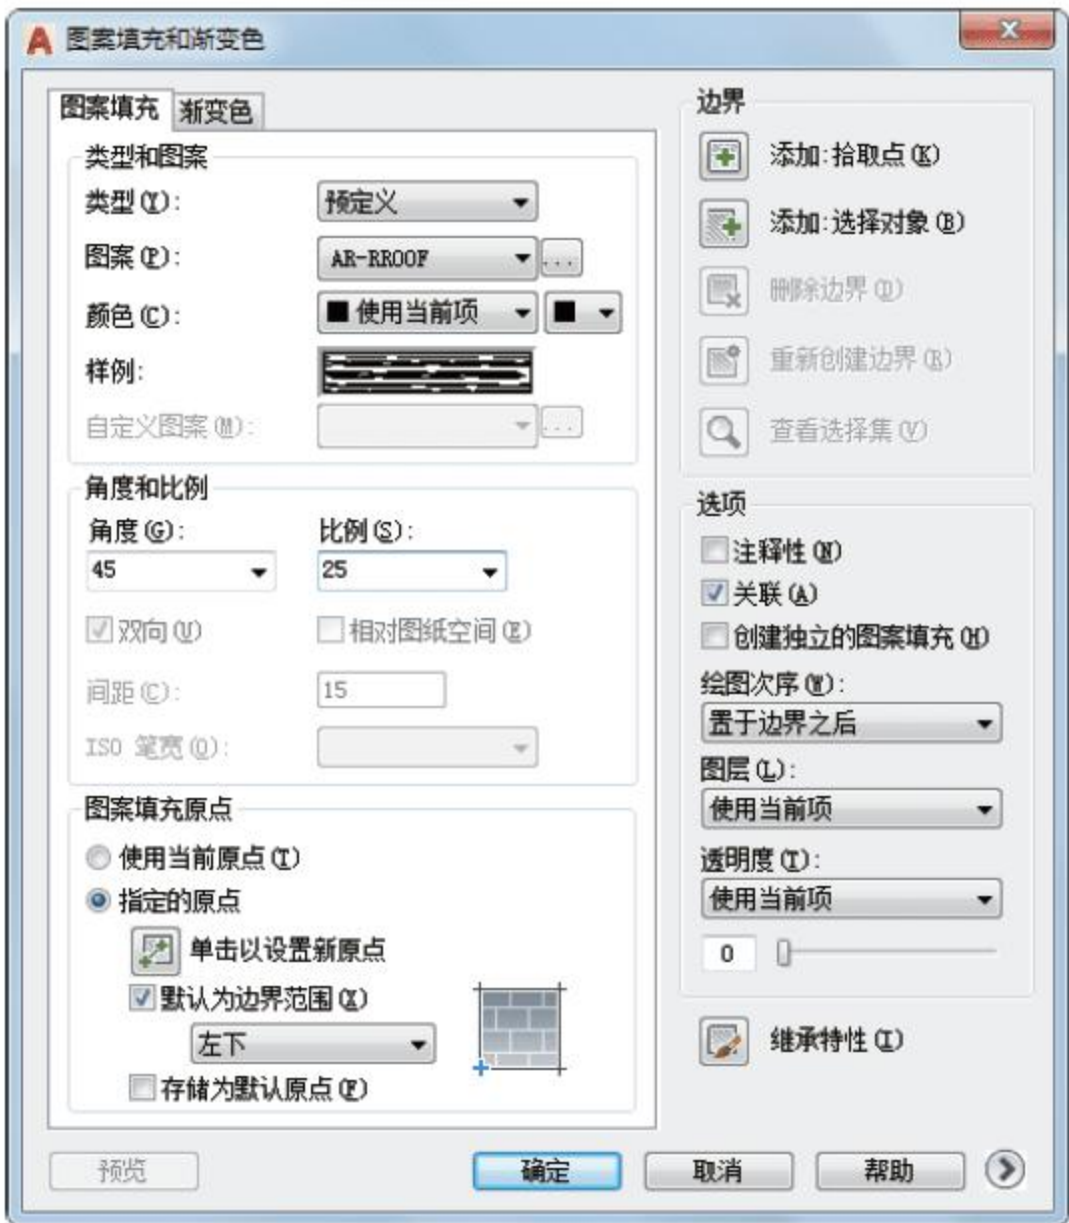 图案填充和渐变色
图案填充 渐变色
类型和图案
类型(Y): 预定义
图案(P): AR-RROOF ...
颜色(C): 使用当前项
样例:
自定义图案(M): ...
角度和比例
角度(G): 比例(S):
45 25
双向(U) 相对图纸空间(E)
间距(C): 15
ISO 笔宽(O):
图案填充原点
使用当前原点(T)
指定的原点
单击以设置新原点
默认为边界范围(X)
左下
存储为默认原点(F)
边界
添加:拾取点(K)
添加:选择对象(B)
删除边界(D)
重新创建边界(R)
查看选择集(V)
选项
注释性(N)
关联(A)
创建独立的图案填充(H)
绘图次序(W):
置于边界之后
图层(L):
使用当前项
透明度(T):
使用当前项
0
继承特性(I)
预览 确定 取消 帮助